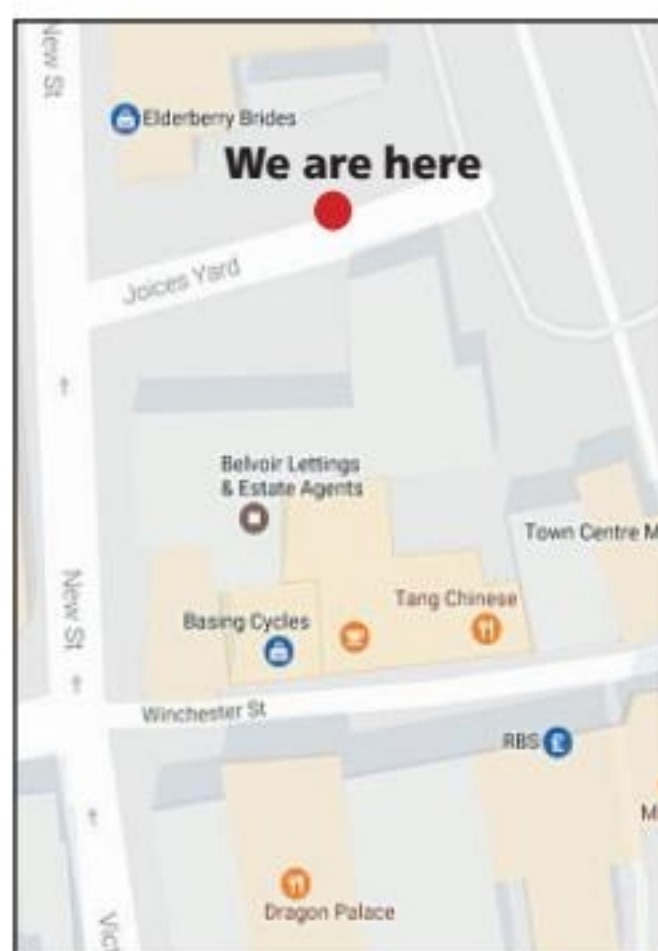 New St
Elderberry Brides
We are here
Joices Yard
Belvoir Lettings
& Estate Agents
Town Centre M
Tang Chinese
New St
Basing Cycles
Winchester St
RBS
M
Dragon Palace
Vic